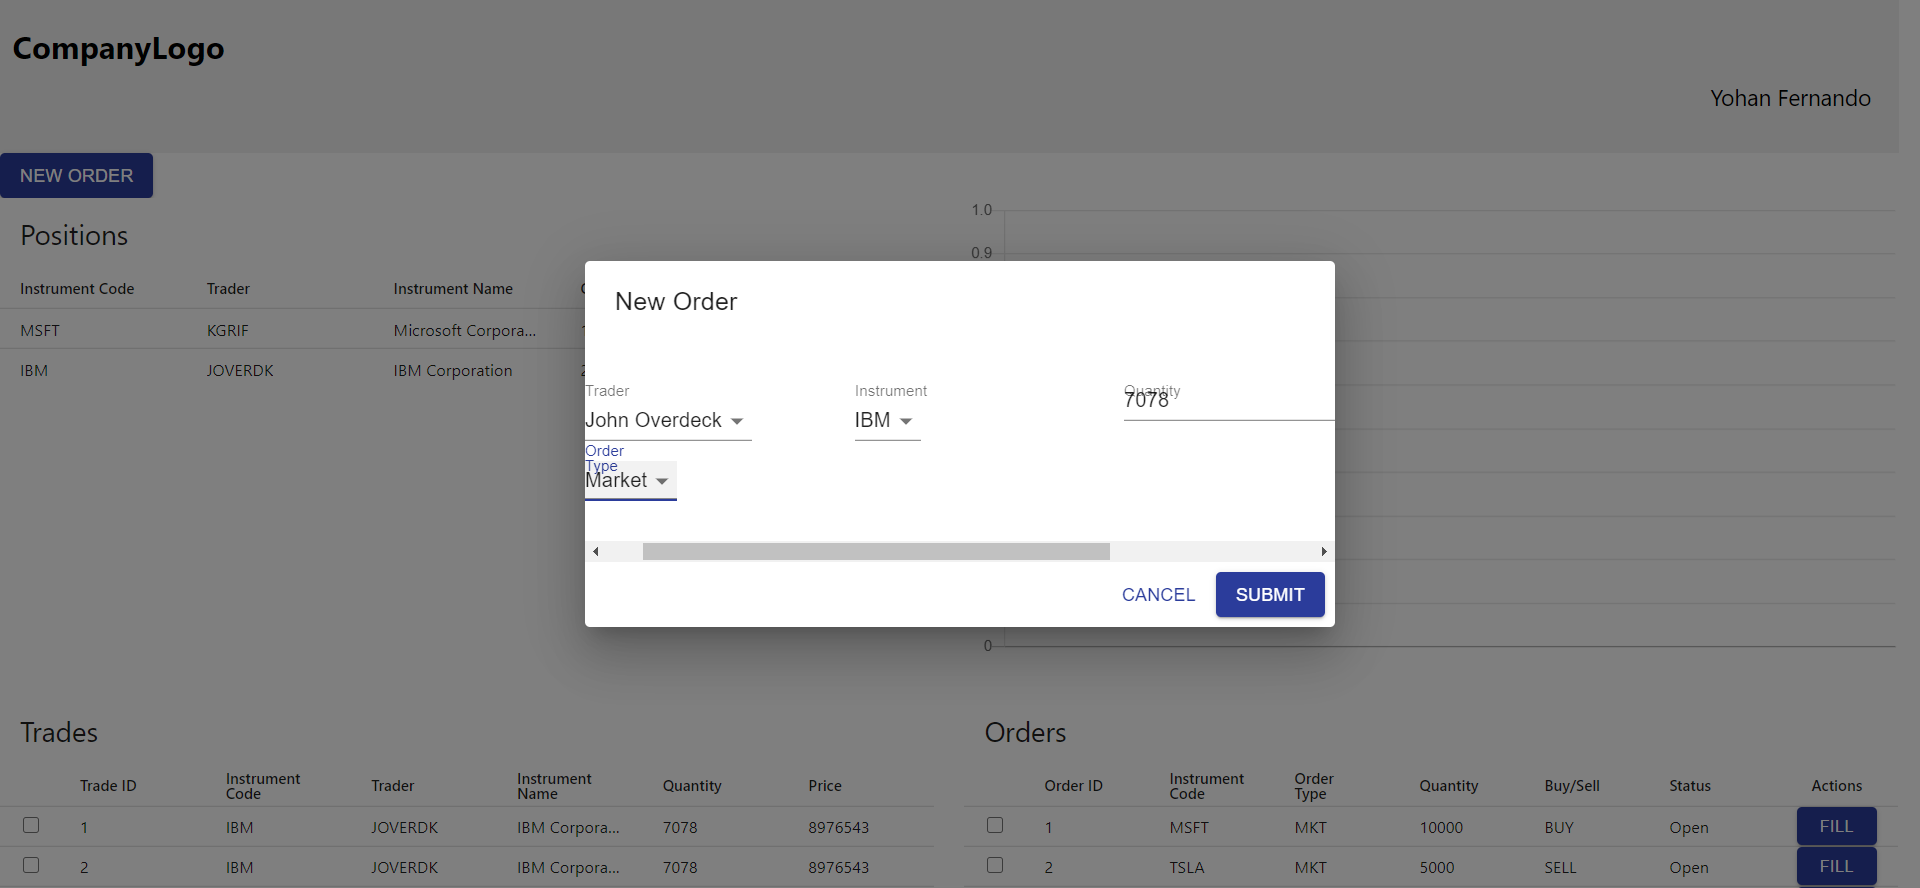 CompanyLogo
Yohan Fernando
NEW ORDER
Positions
Instrument Code Trader Instrument Name
MSFT KGRIF Microsoft Corpora...
IBM JOVERDK IBM Corporation
1.0
0.9
0
New Order
Trader Instrument Quantity
John Overdeck IBM 7078
Order
Type
Market
CANCEL SUBMIT
Trades
Trade ID Instrument Code Trader Instrument Name Quantity Price
1 IBM JOVERDK IBM Corpora... 7078 8976543
2 IBM JOVERDK IBM Corpora... 7078 8976543
Orders
Order ID Instrument Code Order Type Quantity Buy/Sell Status Actions
1 MSFT MKT 10000 BUY Open FILL
2 TSLA MKT 5000 SELL Open FILL